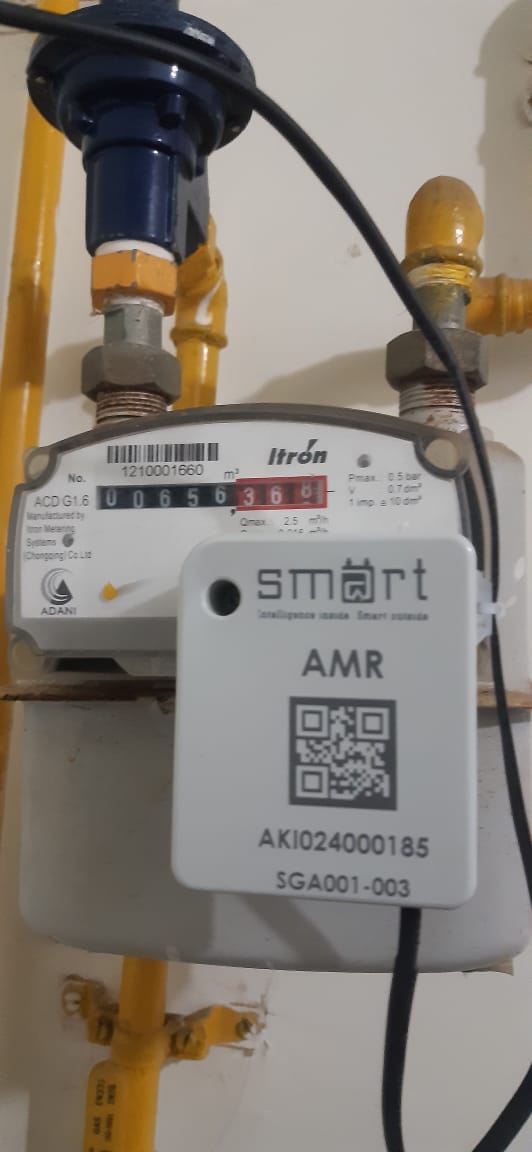 1210001660
Itrón
No.
m³
ACD G1.6
0 0 6 5 6 , 3 6 8
Pmax. 0.5 bar
V 0.7 dm³
1 imp. ≙ 10 dm³
Manufactured by
Itron Metering
Systems
(Chongqing) Co.Ltd
Qmax. 2.5 m³/h
ADANI
smart
Intelligence inside. Smart outside
AMR
AKI024000185
SGA001-003